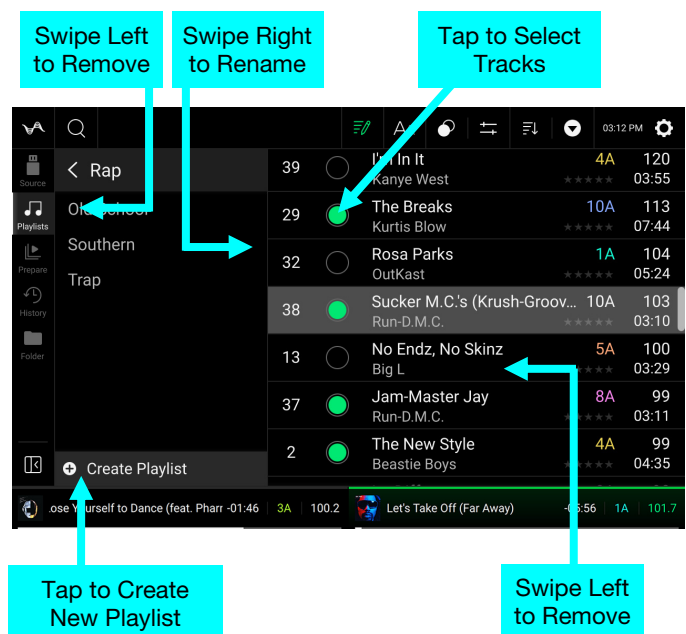 Swipe Left
to Remove
Swipe Right
to Rename
Tap to Select
Tracks
03:12 PM
Source
Playlists
Prepare
History
Folder
Rap
Old School
Southern
Trap
Create Playlist
39 I'm In It 4A 120
Kanye West 03:55
29 The Breaks 10A 113
Kurtis Blow 07:44
32 Rosa Parks 1A 104
OutKast 05:24
38 Sucker M.C.'s (Krush-Groov... 10A 103
Run-D.M.C. 03:10
13 No Endz, No Skinz 5A 100
Big L 03:29
37 Jam-Master Jay 8A 99
Run-D.M.C. 03:11
2 The New Style 4A 99
Beastie Boys 04:35
.ose Yourself to Dance (feat. Pharr -01:46 3A 100.2
Let's Take Off (Far Away) -05:56 1A 101.7
Tap to Create
New Playlist
Swipe Left
to Remove